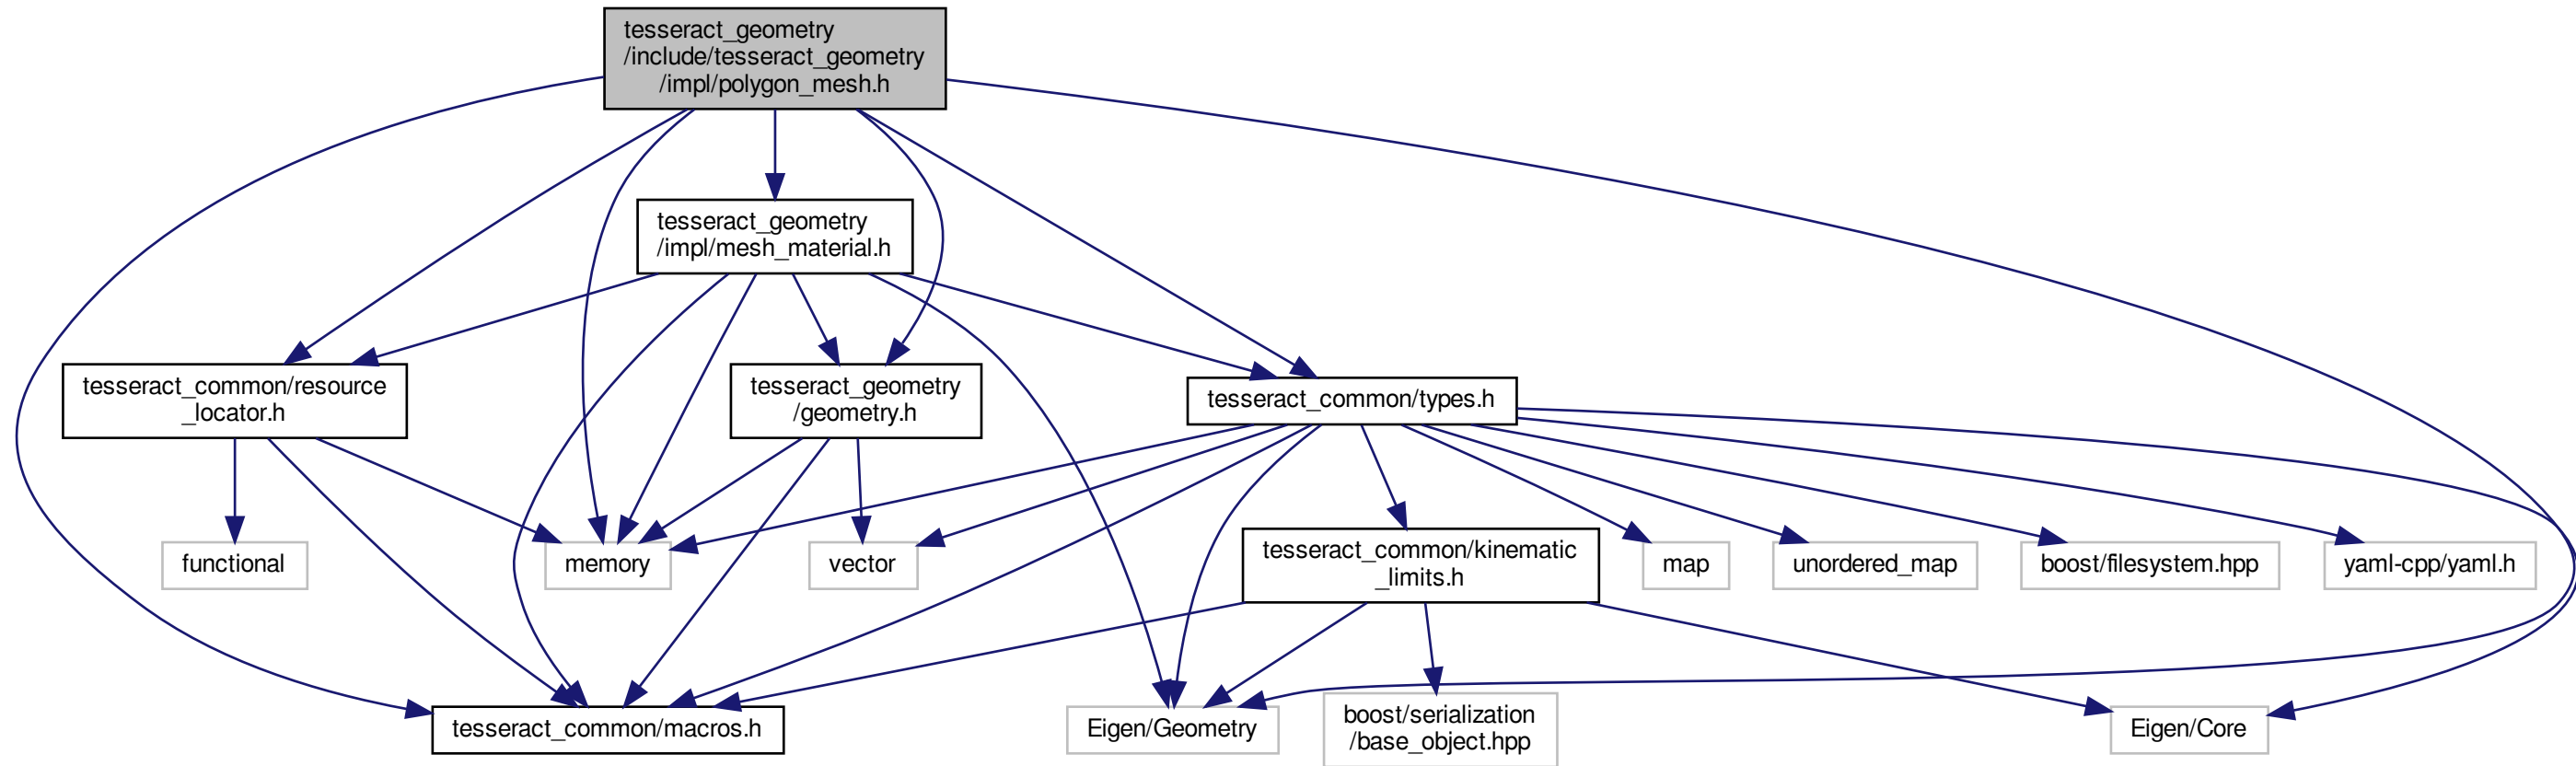 tesseract_geometry
/include/tesseract_geometry
/impl/polygon_mesh.h
tesseract_geometry
/impl/mesh_material.h
tesseract_common/resource
_locator.h
tesseract_geometry
/geometry.h
tesseract_common/types.h
functional
memory
vector
tesseract_common/kinematic
_limits.h
map
unordered_map
boost/filesystem.hpp
yaml-cpp/yaml.h
tesseract_common/macros.h
Eigen/Geometry
boost/serialization
/base_object.hpp
Eigen/Core